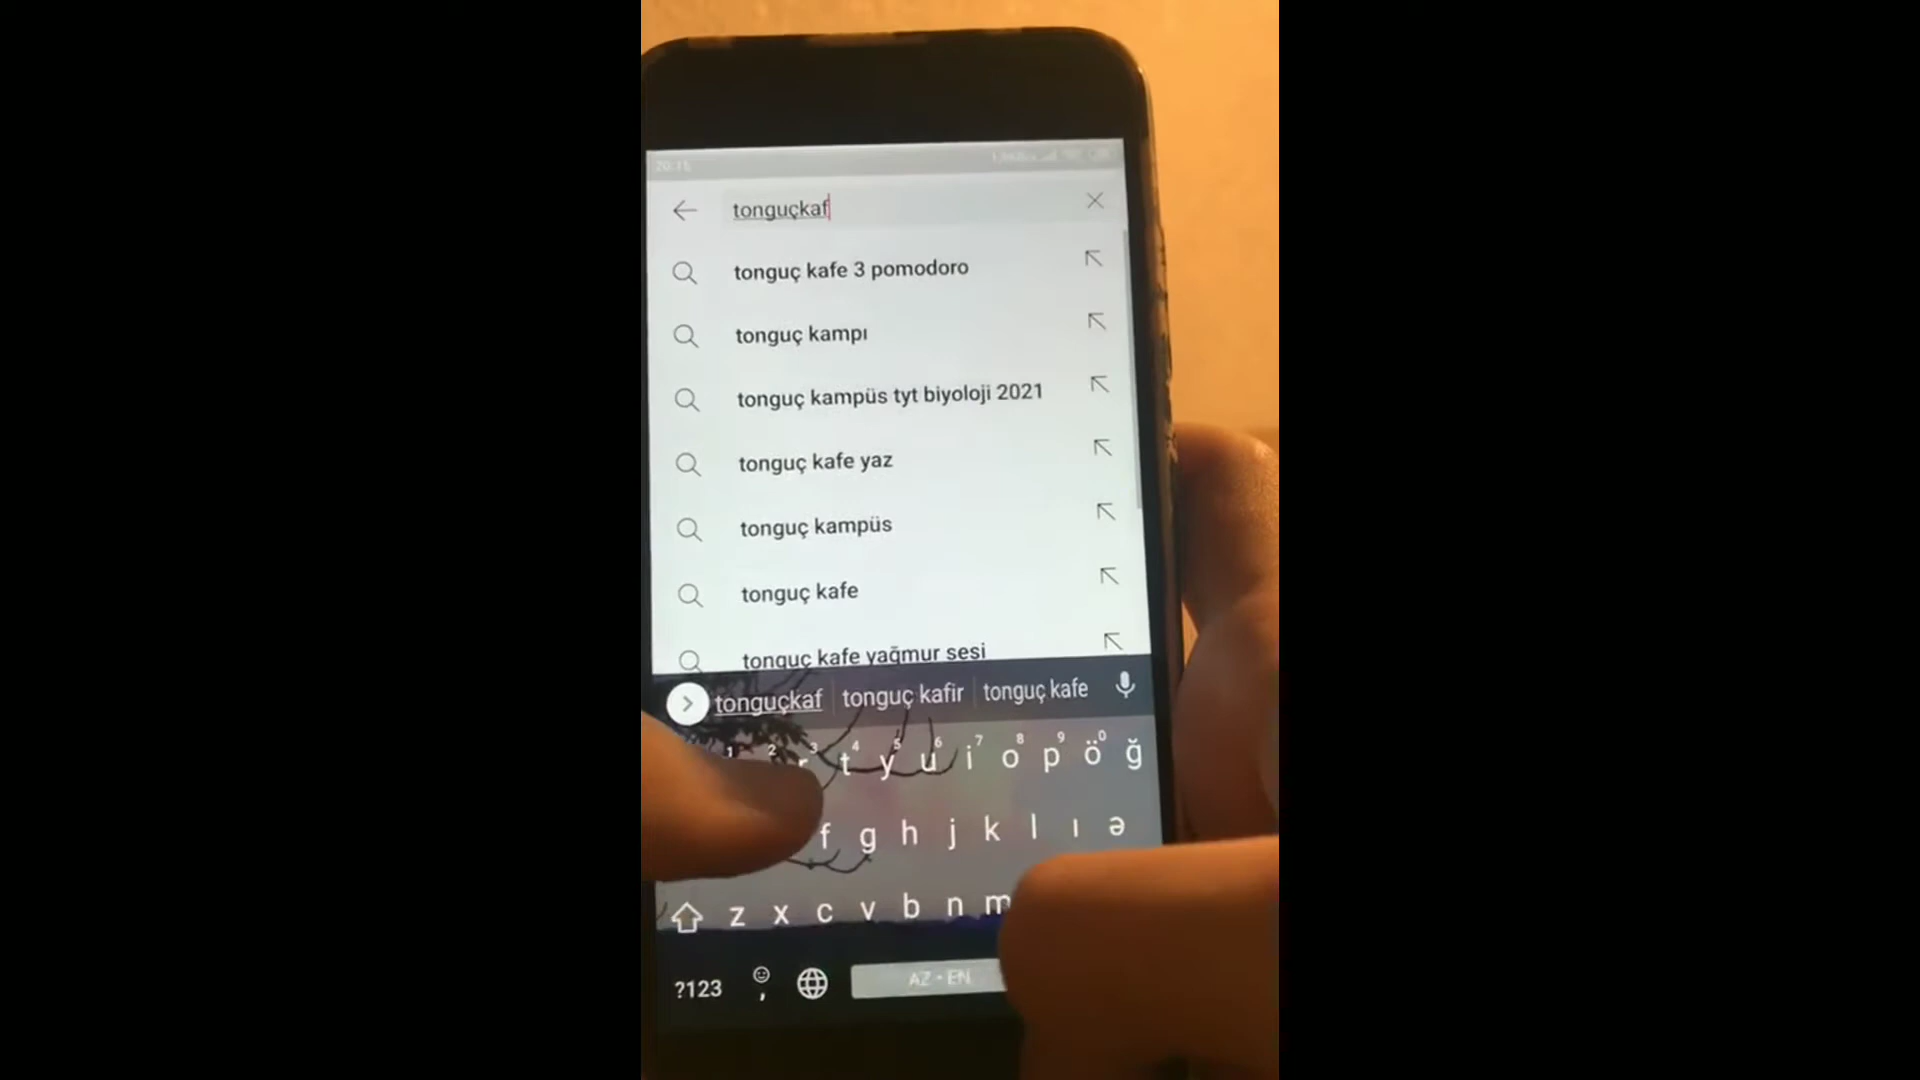 20:15
tonguçkaf
tonguç kafe 3 pomodoro
tonguç kampı
tonguç kampüs tyt biyoloji 2021
tonguç kafe yaz
tonguç kampüs
tonguç kafe
tonguç kafe yağmur sesi
tonguçkaf tonguç kafir tonguç kafe
1 2 3 4 5 6 7 8 9 0
r t y u i o p ö ğ
f g h j k l ı ə
z x c v b n m
?123 , AZ • EN